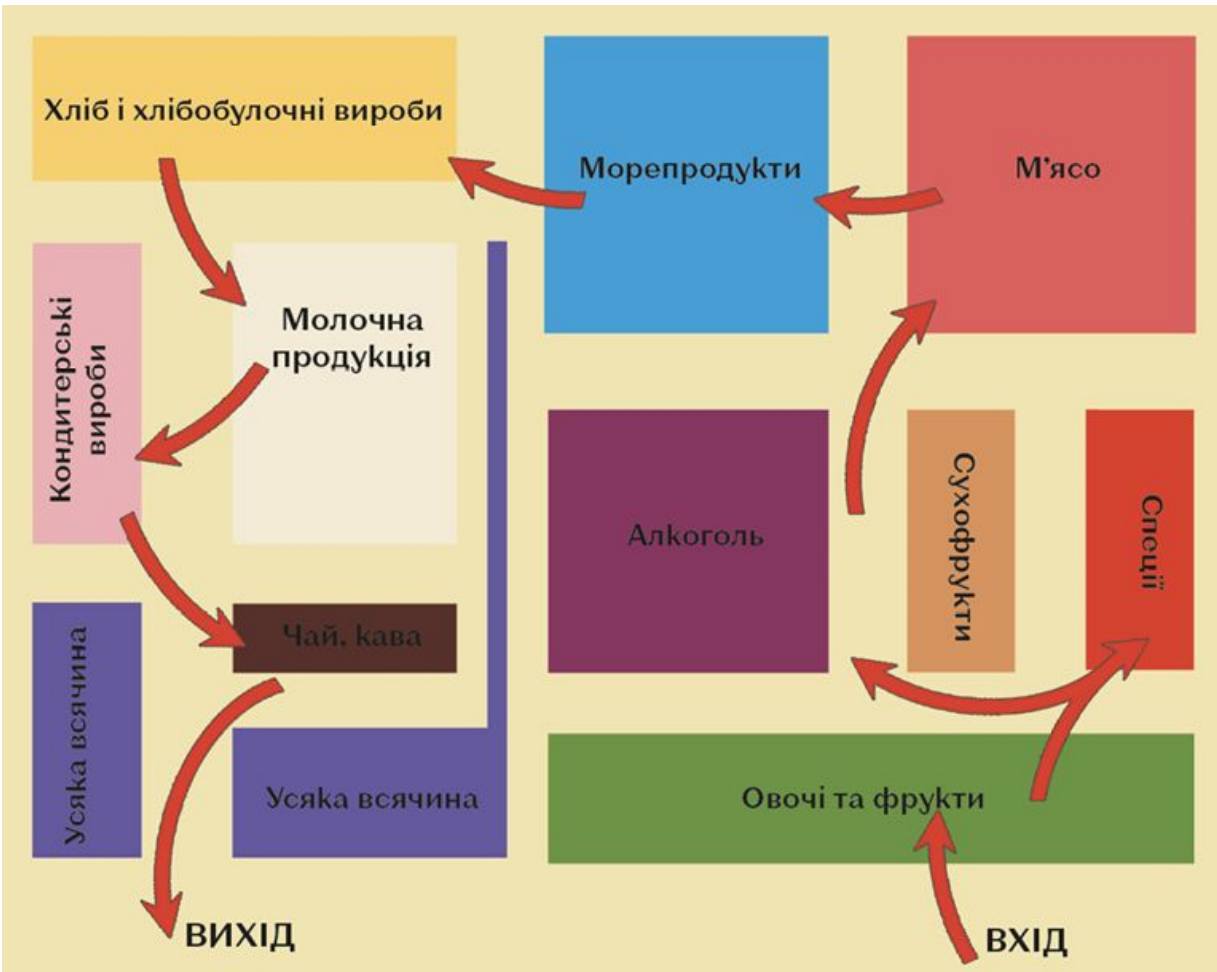 Хліб і хлібобулочні вироби
Морепродукти
М'ясо
Кондитерські
вироби
Молочна
продукція
Алкоголь
Сухофрукти
Спеції
Усяка всячина
Чай. кава
Усяка всячина
Овочі та фрукти
ВИХІД
ВХІД